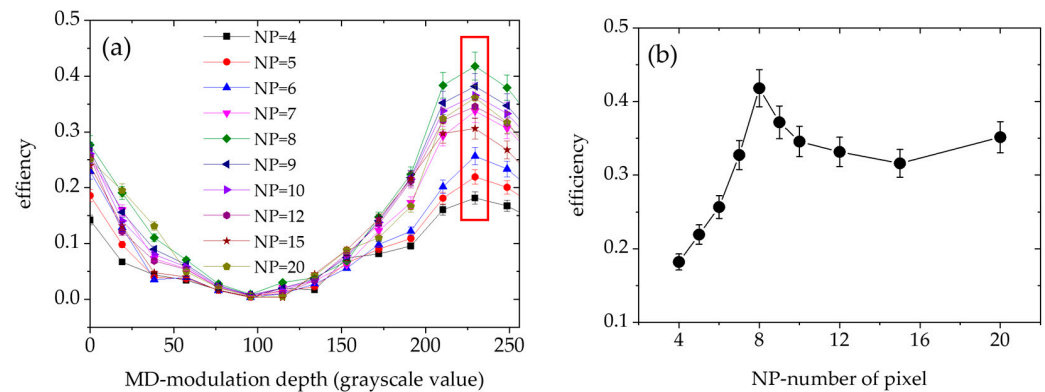 (a)
NP=4
NP=5
NP=6
NP=7
NP=8
NP=9
NP=10
NP=12
NP=15
NP=20
0.5
0.4
0.3
0.2
0.1
0.0
effiency
0
50
100
150
200
250
MD-modulation depth (grayscale value)
(b)
0.5
0.4
0.3
0.2
0.1
efficiency
4
8
12
16
20
NP-number of pixel